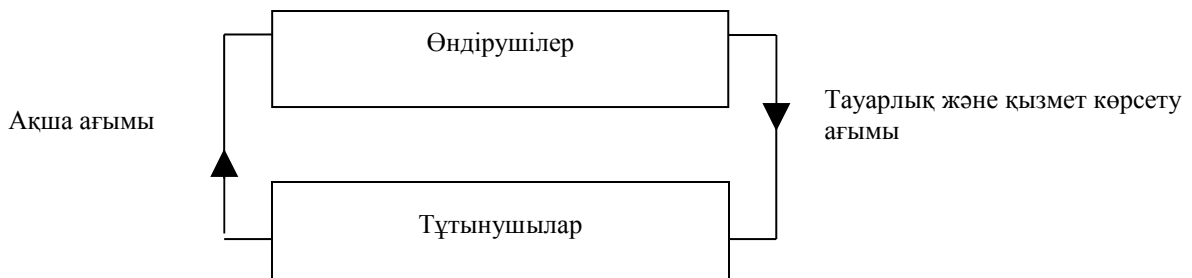 Өндірушілер
Ақша ағымы
Тауарлық және қызмет көрсету
ағымы
Тұтынушылар